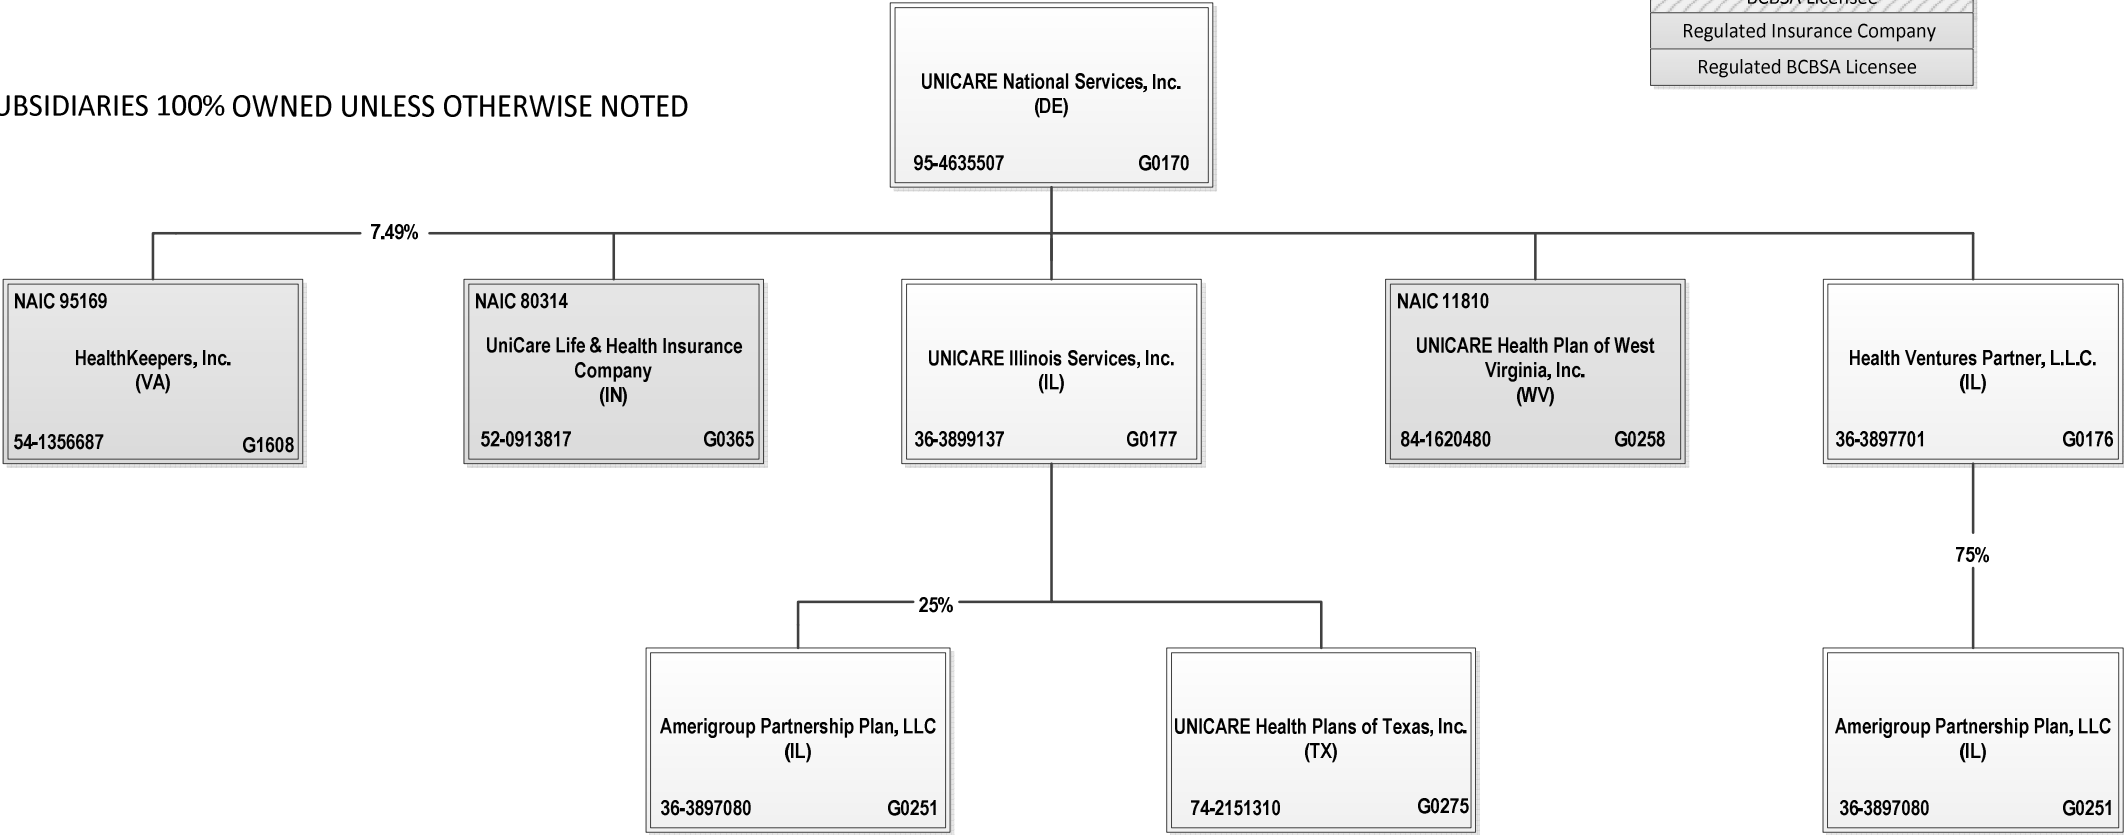 BCBSA Licensee
Regulated Insurance Company
Regulated BCBSA Licensee
UBSIDIARIES 100% OWNED UNLESS OTHERWISE NOTED
UNICARE National Services, Inc.
(DE)
95-4635507 G0170
7.49%
NAIC 95169
HealthKeepers, Inc.
(VA)
54-1356687 G1608
NAIC 80314
UniCare Life & Health Insurance
Company
(IN)
52-0913817 G0365
UNICARE Illinois Services, Inc.
(IL)
36-3899137 G0177
NAIC 11810
UNICARE Health Plan of West
Virginia, Inc.
(WV)
84-1620480 G0258
Health Ventures Partner, L.L.C.
(IL)
36-3897701 G0176
25%
75%
Amerigroup Partnership Plan, LLC
(IL)
36-3897080 G0251
UNICARE Health Plans of Texas, Inc.
(TX)
74-2151310 G0275
Amerigroup Partnership Plan, LLC
(IL)
36-3897080 G0251